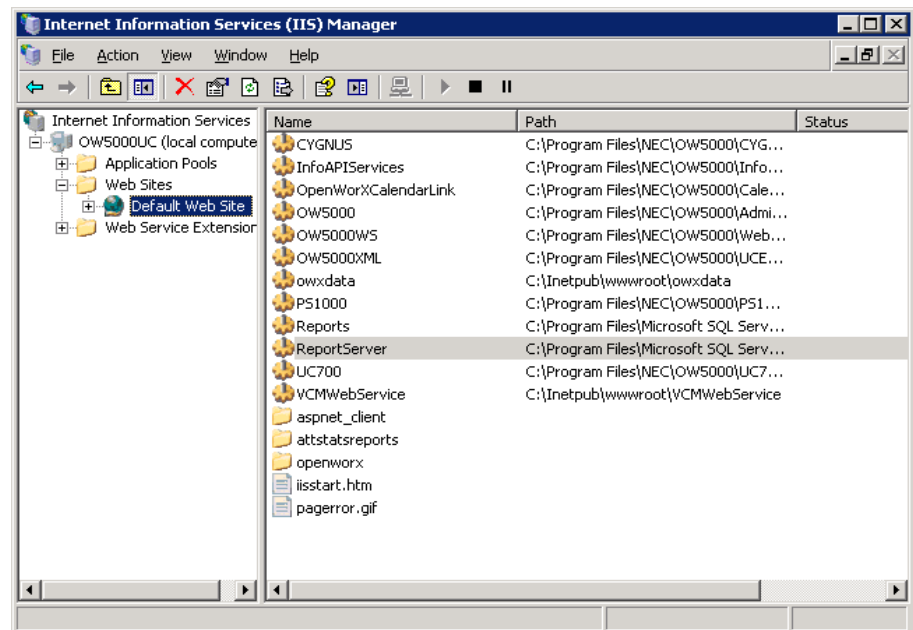 Internet Information Services (IIS) Manager
File Action View Window Help
Internet Information Services
OW5000UC (local compute
Application Pools
Web Sites
Default Web Site
Web Service Extension
Name Path Status
CYGNUS C:\Program Files\NEC\OW5000\CYG...
InfoAPIServices C:\Program Files\NEC\OW5000\Info...
OpenWorXCalendarLink C:\Program Files\NEC\OW5000\Cale...
OW5000 C:\Program Files\NEC\OW5000\Admi...
OW5000WS C:\Program Files\NEC\OW5000\Web...
OW5000XML C:\Program Files\NEC\OW5000\UCE...
owxdata C:\Inetpub\wwwroot\owxdata
PS1000 C:\Program Files\NEC\OW5000\PS1...
Reports C:\Program Files\Microsoft SQL Serv...
ReportServer C:\Program Files\Microsoft SQL Serv...
UC700 C:\Program Files\NEC\OW5000\UC7...
VCMWebService C:\Inetpub\wwwroot\VCMWebService
aspnet_client
attstatsreports
openworx
iisstart.htm
pagerror.gif